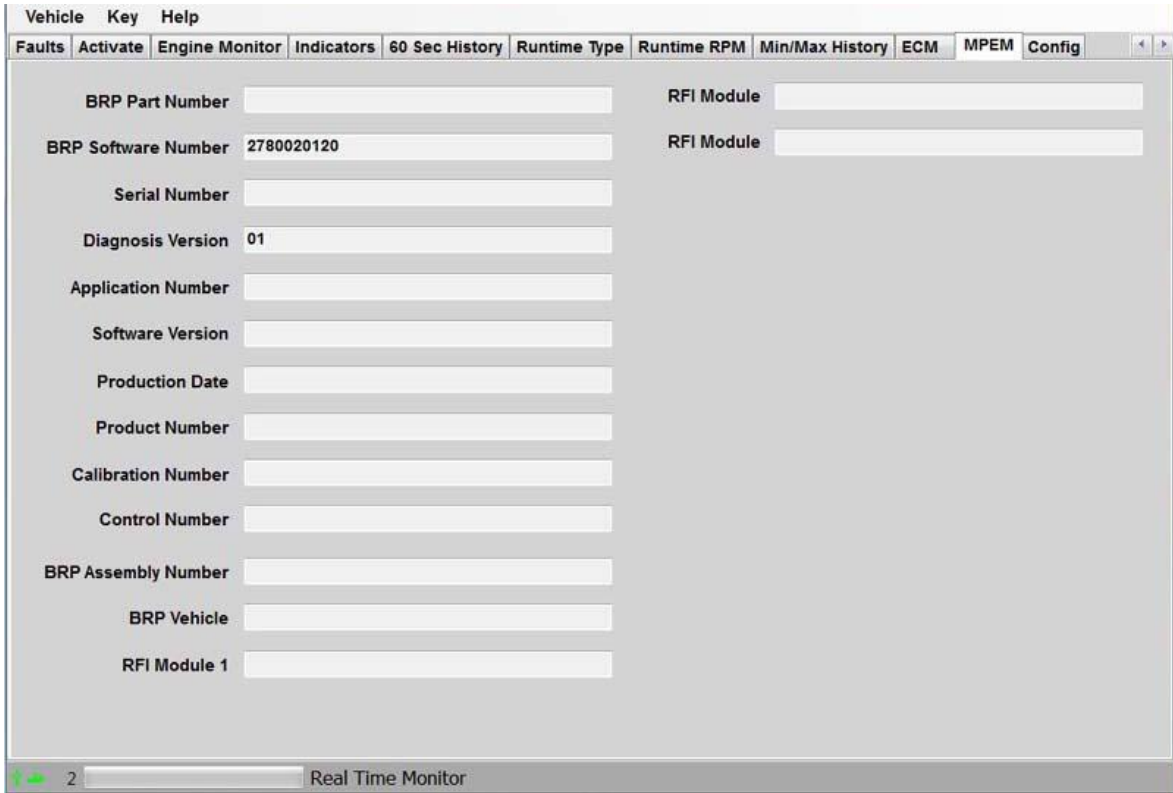 Vehicle Key Help
Faults Activate Engine Monitor Indicators 60 Sec History Runtime Type Runtime RPM Min/Max History ECM MPEM Config
BRP Part Number
BRP Software Number 2780020120
Serial Number
Diagnosis Version 01
Application Number
Software Version
Production Date
Product Number
Calibration Number
Control Number
BRP Assembly Number
BRP Vehicle
RFI Module 1
RFI Module
RFI Module
2 Real Time Monitor